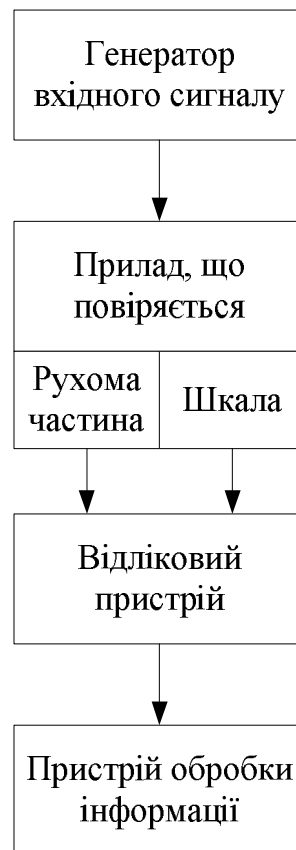 Генератор
вхідного сигналу
Прилад, що
повіряється
Рухома
частина
Шкала
Відліковий
пристрій
Пристрій обробки
інформації